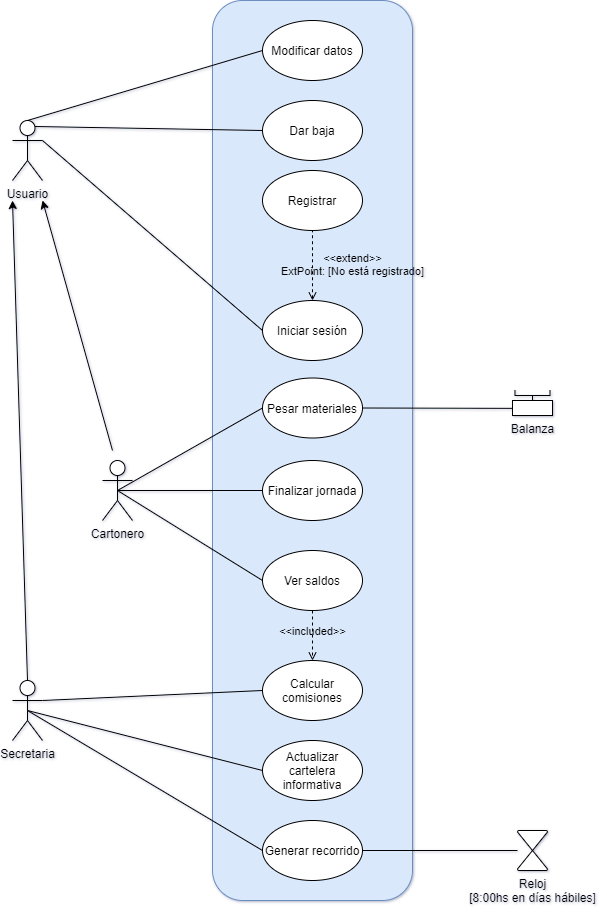 Modificar datos
Dar baja
Usuario
Registrar
<<extend>>
ExtPoint: [No está registrado]
Iniciar sesión
Pesar materiales
Balanza
Finalizar jornada
Cartonero
Ver saldos
<<included>>
Calcular
comisiones
Secretaria
Actualizar
cartelera
informativa
Generar recorrido
Reloj
[8:00hs en días hábiles]